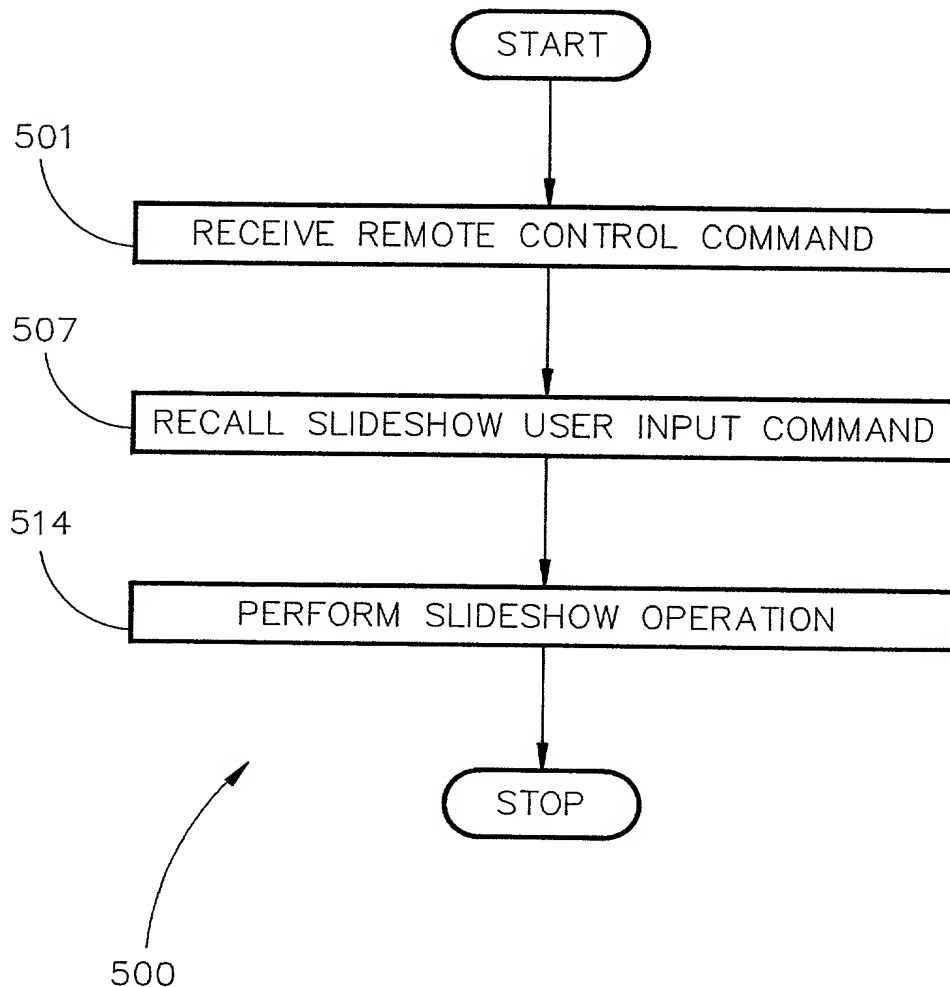 START
501
RECEIVE REMOTE CONTROL COMMAND
507
RECALL SLIDESHOW USER INPUT COMMAND
514
PERFORM SLIDESHOW OPERATION
STOP
500